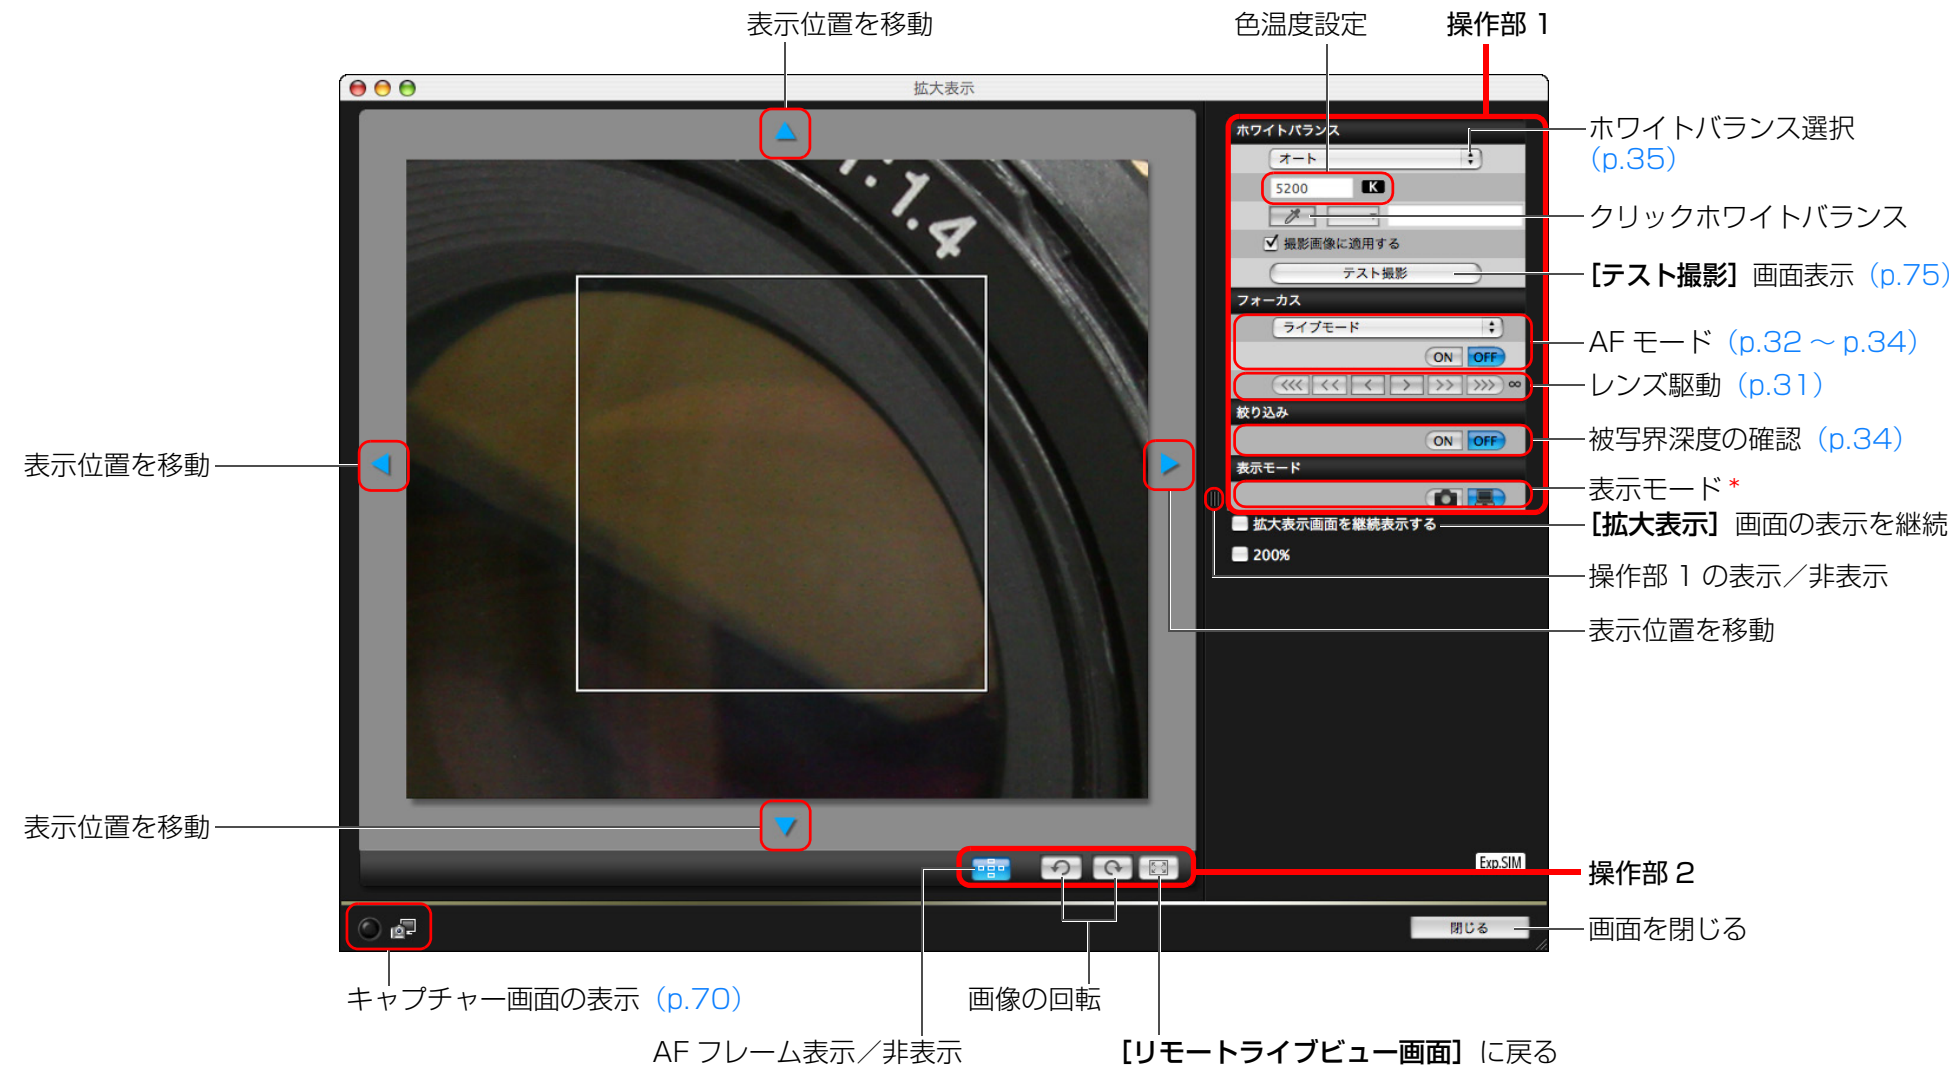 表示位置を移動
色温度設定
操作部 1
拡大表示
ホワイトバランス
オート
5200 K
撮影画像に適用する
テスト撮影
フォーカス
ライブモード
ON OFF
<<< << < > >> >>> ∞
絞り込み
ON OFF
表示モード
拡大表示画面を継続表示する
200%
1:1.4
Exp.SIM
閉じる
ホワイトバランス選択
（p.35）
クリックホワイトバランス
［テスト撮影］画面表示（p.75）
AF モード（p.32 ～ p.34）
レンズ駆動（p.31）
被写界深度の確認（p.34）
表示モード*
［拡大表示］画面の表示を継続
操作部 1 の表示／非表示
表示位置を移動
表示位置を移動
表示位置を移動
操作部 2
画面を閉じる
キャプチャー画面の表示（p.70）
画像の回転
AF フレーム表示／非表示
［リモートライブビュー画面］に戻る